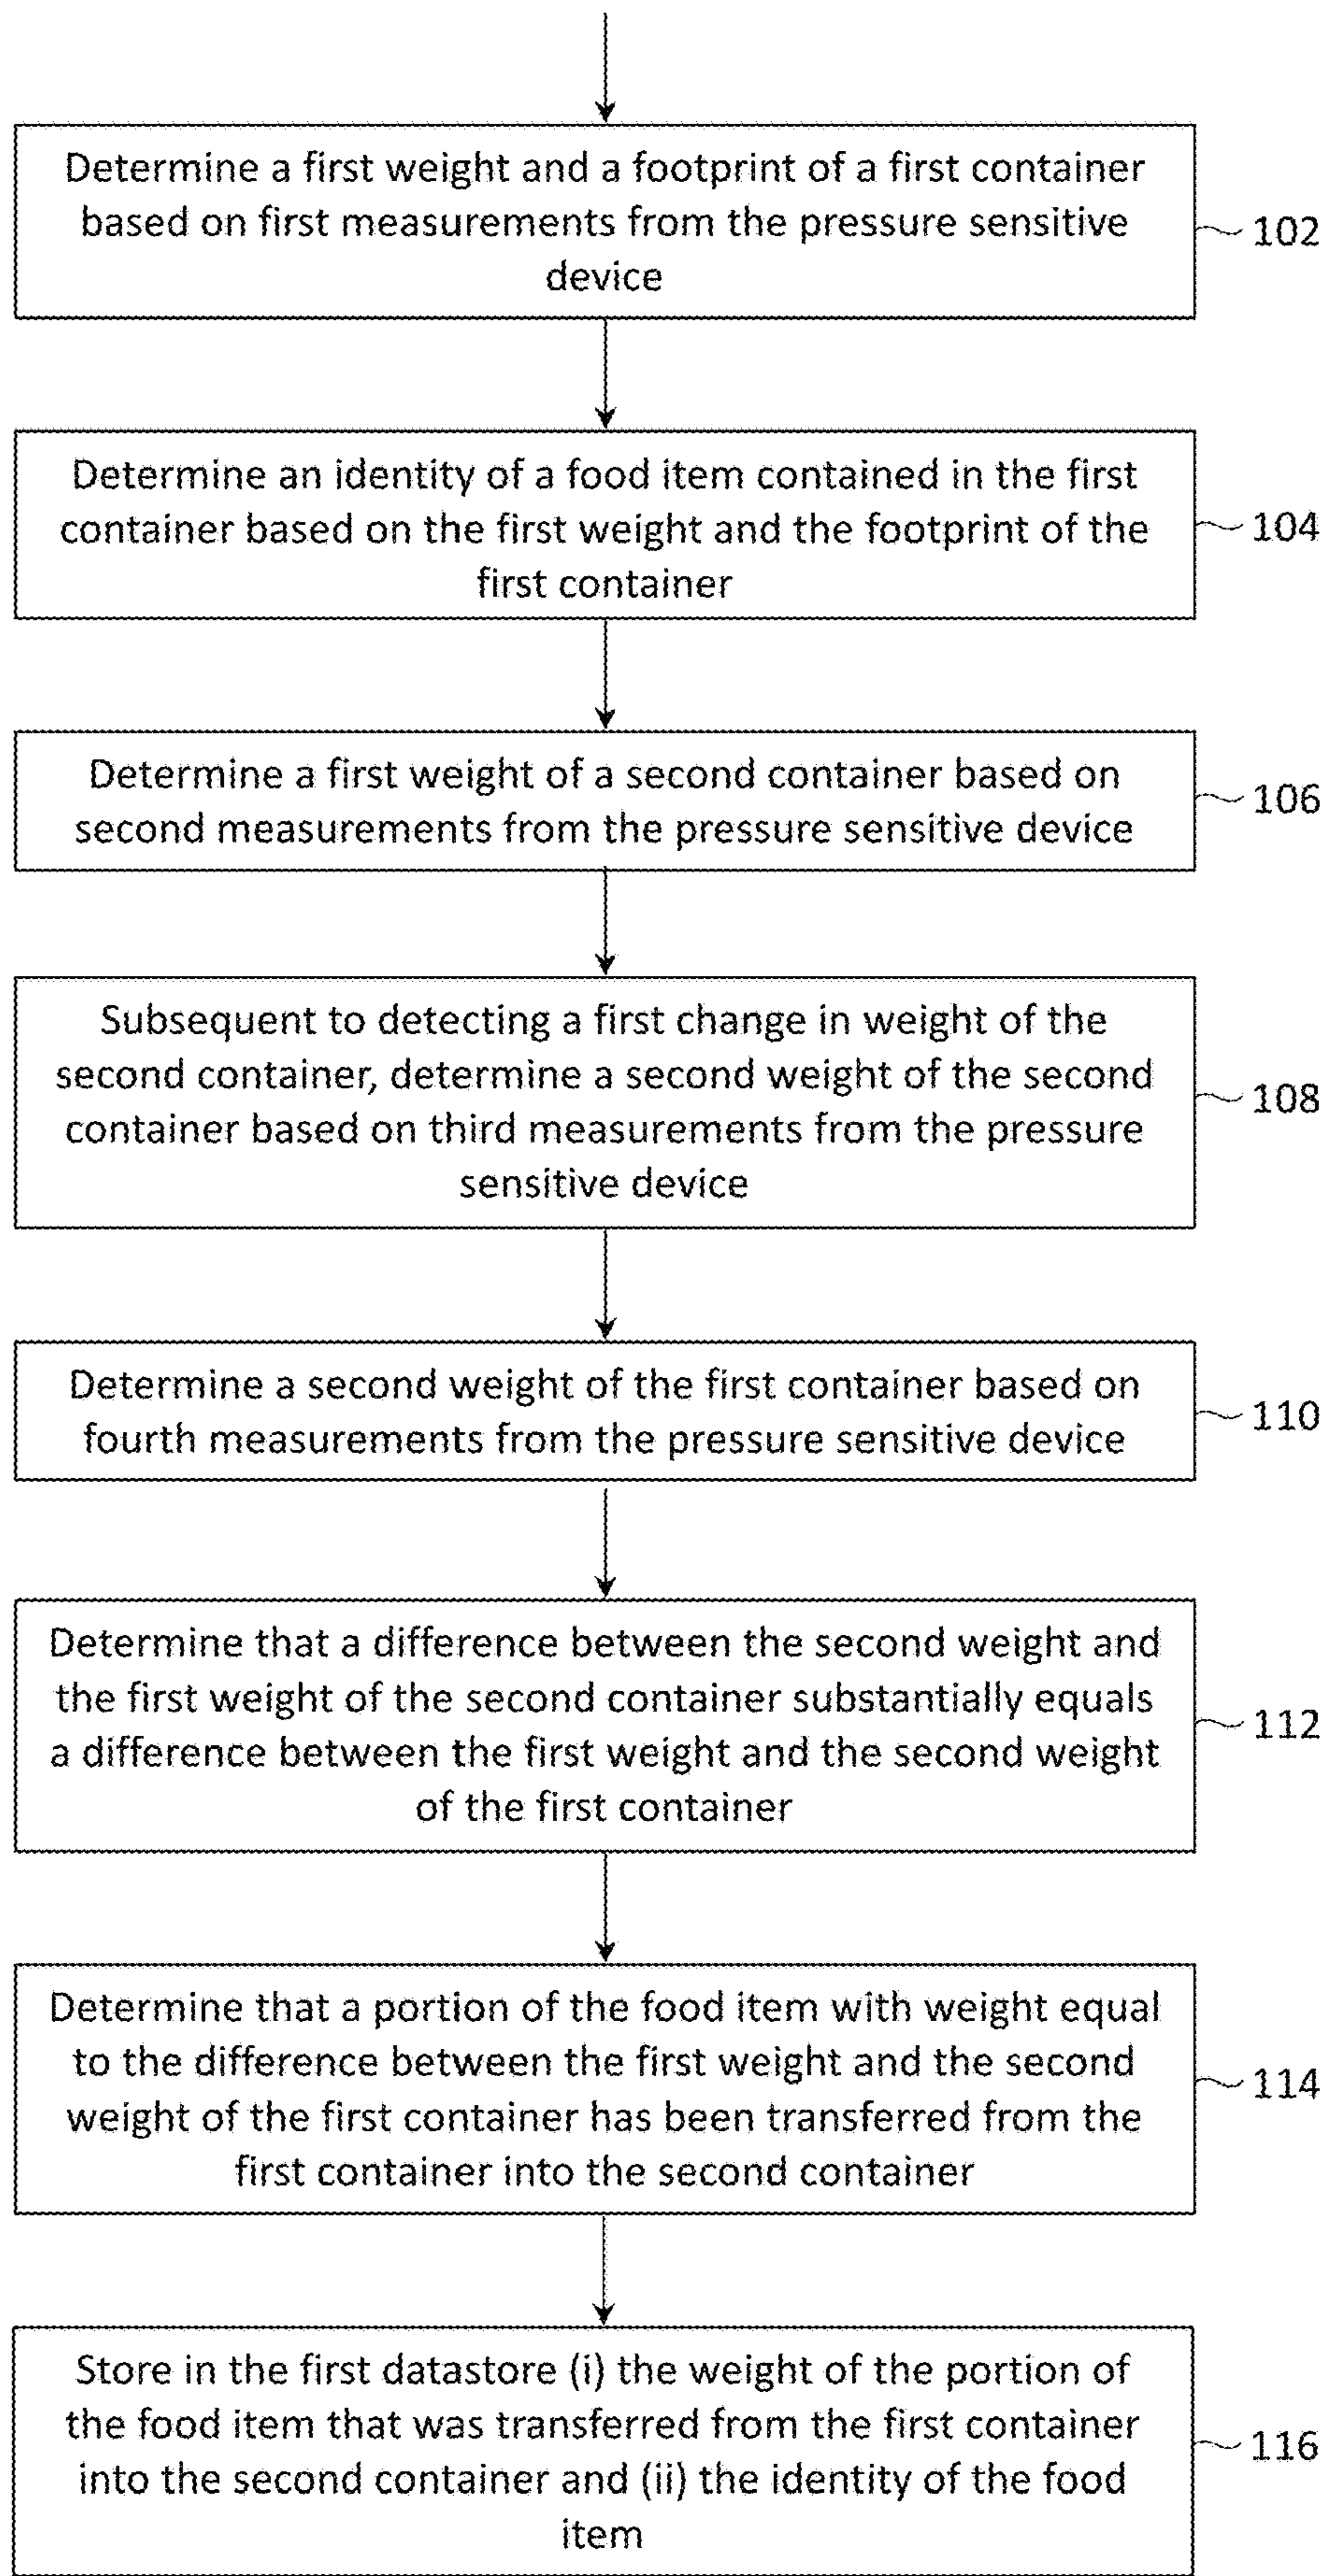 Determine a first weight and a footprint of a first container
based on first measurements from the pressure sensitive
device
102
Determine an identity of a food item contained in the first
container based on the first weight and the footprint of the
first container
104
Determine a first weight of a second container based on
second measurements from the pressure sensitive device
106
Subsequent to detecting a first change in weight of the
second container, determine a second weight of the second
container based on third measurements from the pressure
sensitive device
108
Determine a second weight of the first container based on
fourth measurements from the pressure sensitive device
110
Determine that a difference between the second weight and
the first weight of the second container substantially equals
a difference between the first weight and the second weight
of the first container
112
Determine that a portion of the food item with weight equal
to the difference between the first weight and the second
weight of the first container has been transferred from the
first container into the second container
114
Store in the first datastore (i) the weight of the portion of
the food item that was transferred from the first container
into the second container and (ii) the identity of the food
item
116